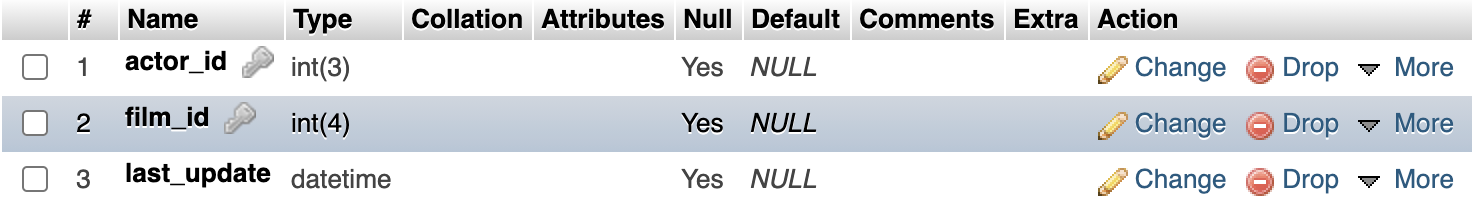 # Name Type Collation Attributes Null Default Comments Extra Action
1 actor_id int(3) Yes NULL Change Drop More
2 film_id int(4) Yes NULL Change Drop More
3 last_update datetime Yes NULL Change Drop More